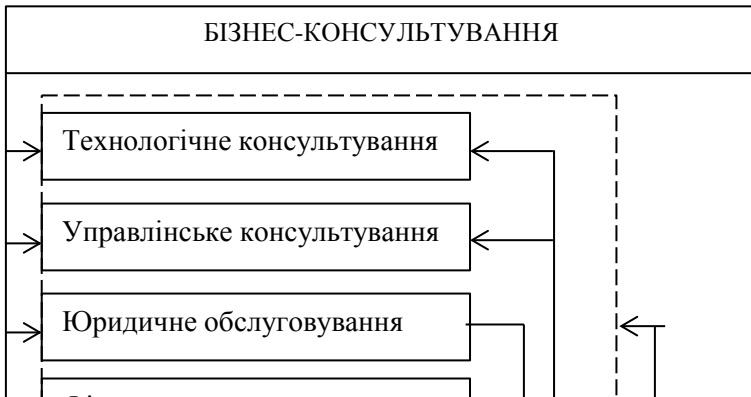 БІЗНЕС-КОНСУЛЬТУВАННЯ
Технологічне консультування
Управлінське консультування
Юридичне обслуговування